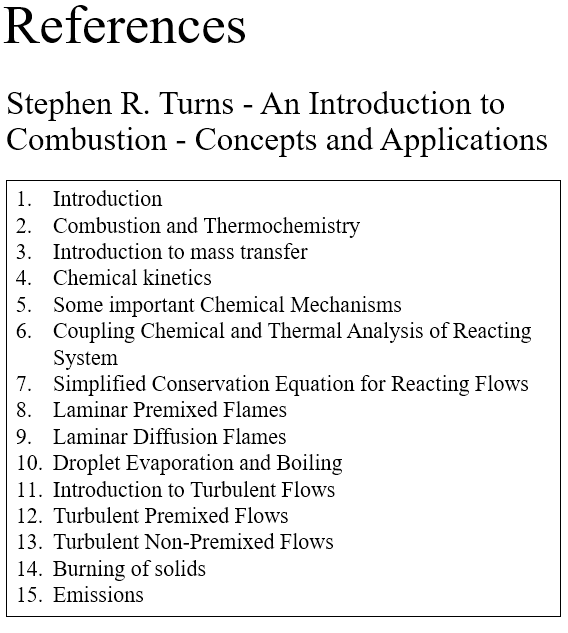 References
Stephen R. Turns - An Introduction to
Combustion - Concepts and Applications
1. Introduction
2. Combustion and Thermochemistry
3. Introduction to mass transfer
4. Chemical kinetics
5. Some important Chemical Mechanisms
6. Coupling Chemical and Thermal Analysis of Reacting
System
7. Simplified Conservation Equation for Reacting Flows
8. Laminar Premixed Flames
9. Laminar Diffusion Flames
10. Droplet Evaporation and Boiling
11. Introduction to Turbulent Flows
12. Turbulent Premixed Flows
13. Turbulent Non-Premixed Flows
14. Burning of solids
15. Emissions